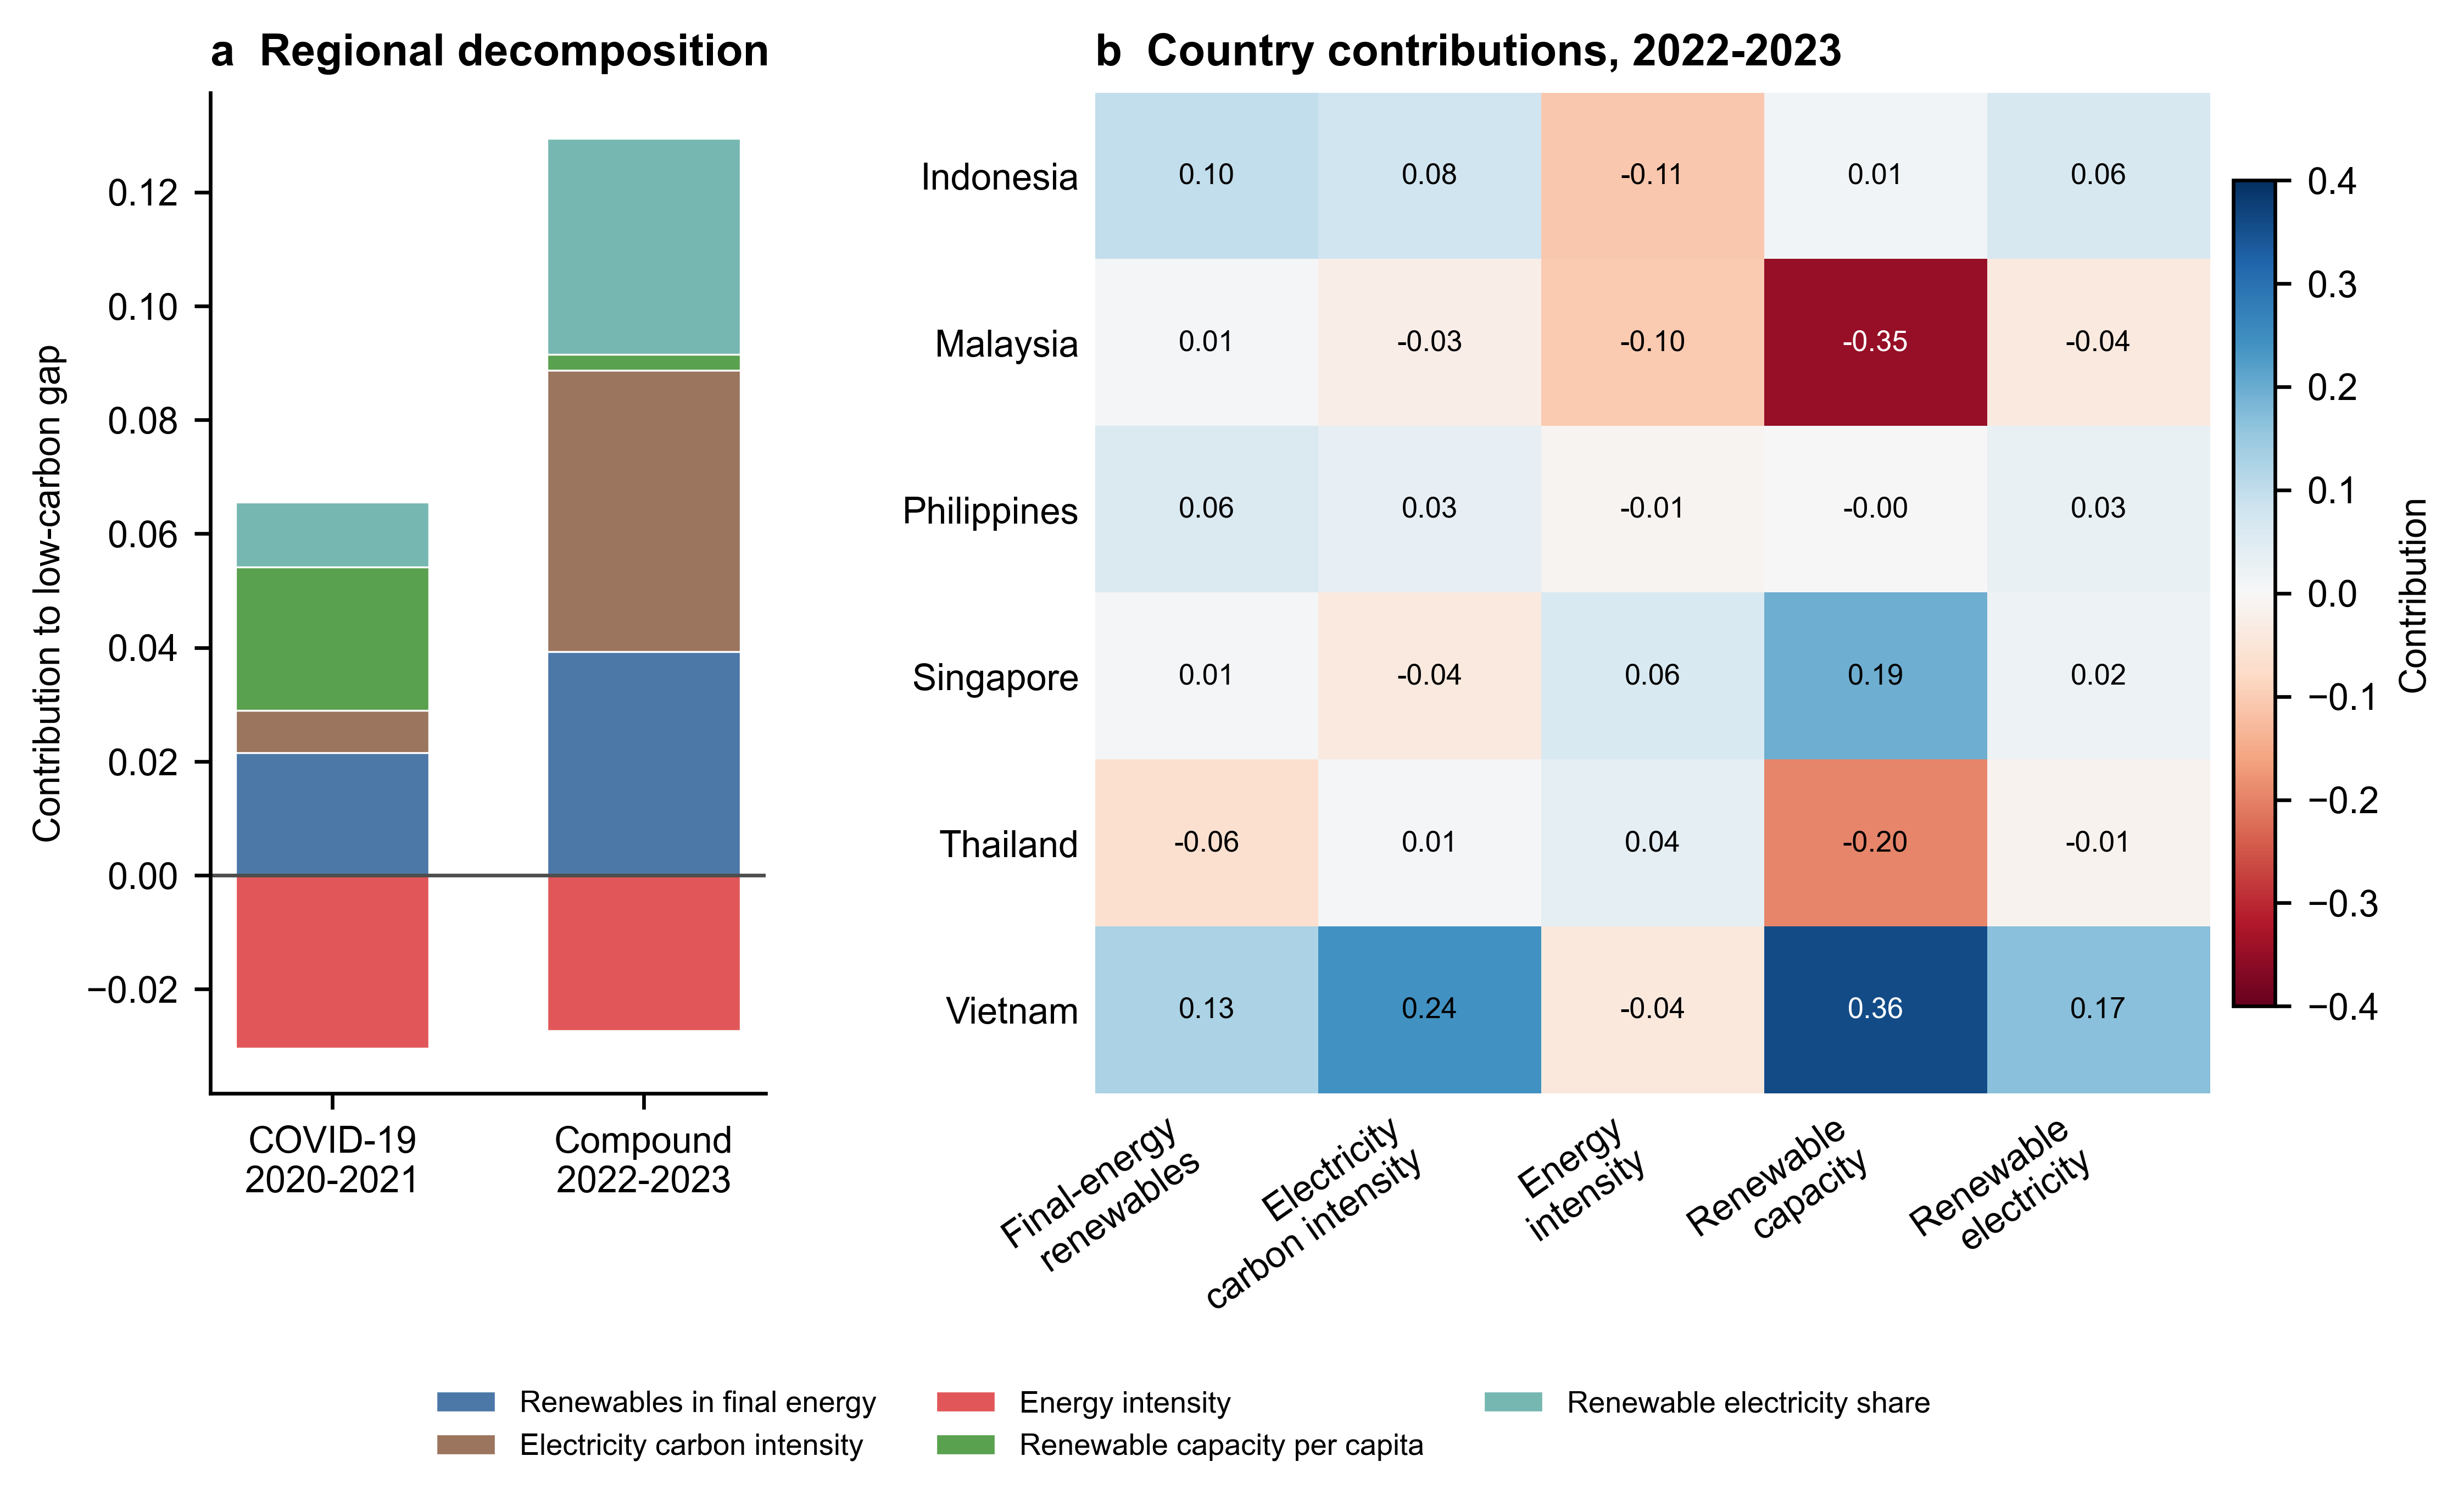 a Regional decomposition
Contribution to low-carbon gap
0.12
0.10
0.08
0.06
0.04
0.02
0.00
−0.02
COVID-19
2020-2021
Compound
2022-2023
b Country contributions, 2022-2023
Indonesia 0.10 0.08 -0.11 0.01 0.06
Malaysia 0.01 -0.03 -0.10 -0.35 -0.04
Philippines 0.06 0.03 -0.01 -0.00 0.03
Singapore 0.01 -0.04 0.06 0.19 0.02
Thailand -0.06 0.01 0.04 -0.20 -0.01
Vietnam 0.13 0.24 -0.04 0.36 0.17
Final-energy
renewables
Electricity
carbon intensity
Energy
intensity
Renewable
capacity
Renewable
electricity
0.4
0.3
0.2
0.1
0.0
−0.1
−0.2
−0.3
−0.4
Contribution
Renewables in final energy
Electricity carbon intensity
Energy intensity
Renewable capacity per capita
Renewable electricity share